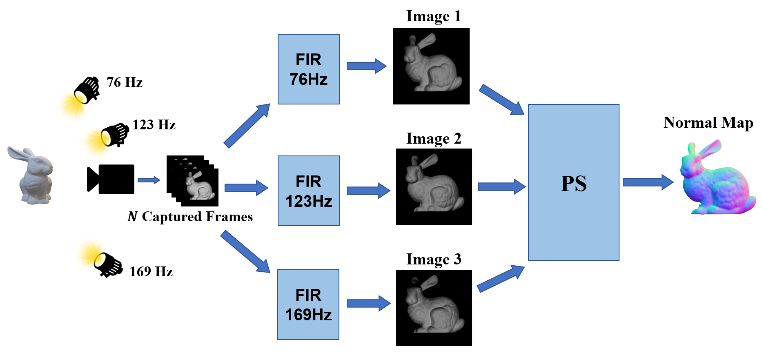 76 Hz
123 Hz
169 Hz
N Captured Frames
FIR
76Hz
FIR
123Hz
FIR
169Hz
Image 1
Image 2
Image 3
PS
Normal Map